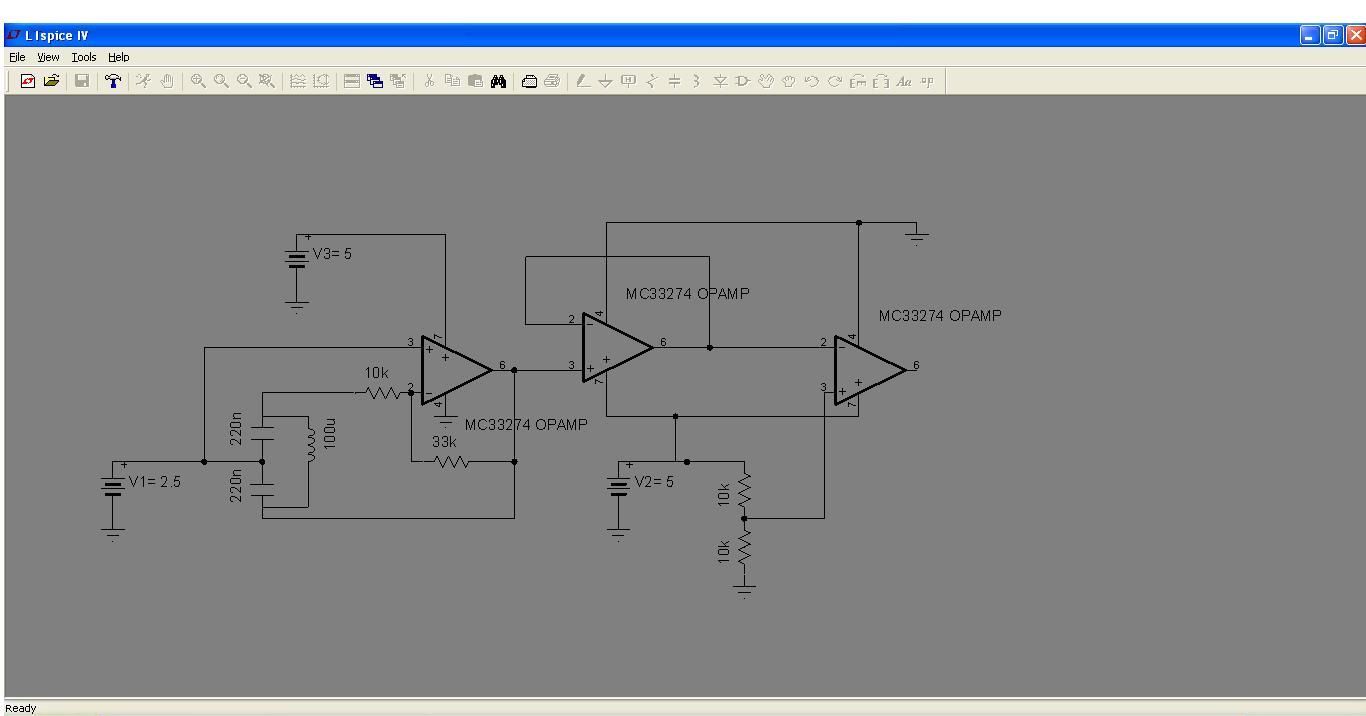 LTspice IV
File View Tools Help
Aa .op
+
V3= 5
MC33274 OPAMP
MC33274 OPAMP
7
3
+
+
6
10k
2
−
4
MC33274 OPAMP
2
−
4
6
3
+
+
7
2
−
4
6
3
+
+
7
220n
100u
33k
+
V1= 2.5
220n
+
V2= 5
10k
10k
Ready